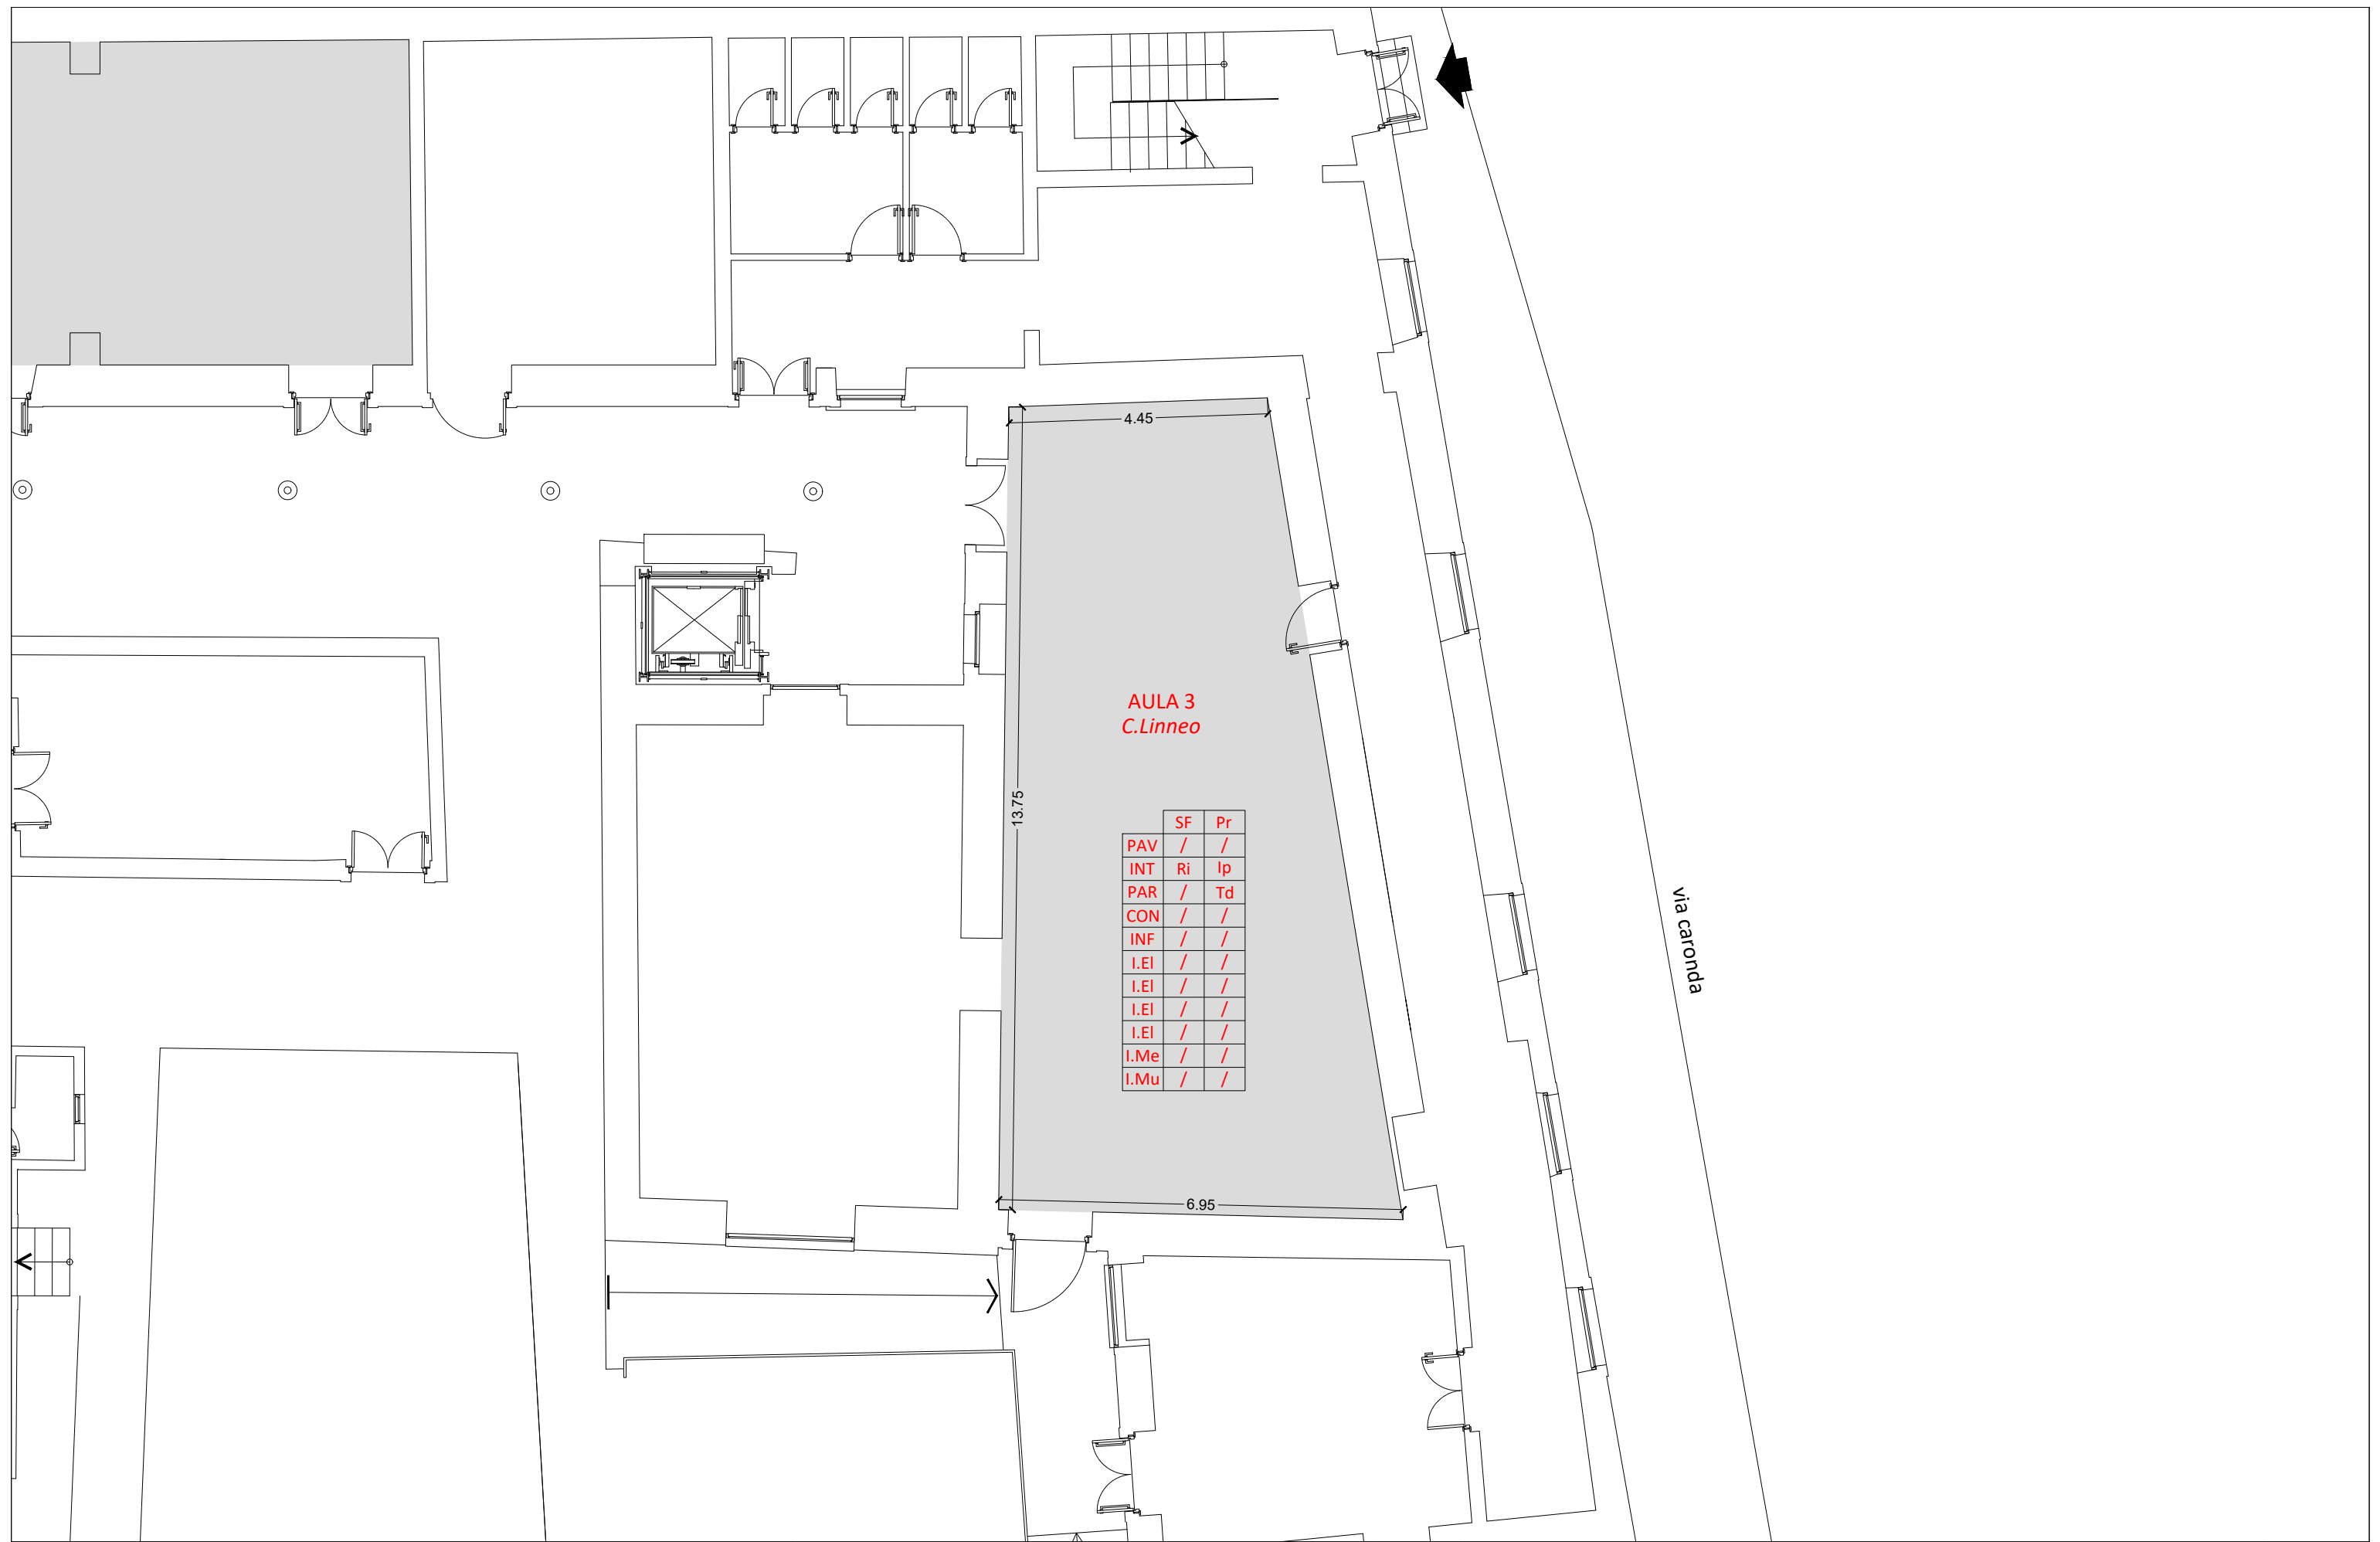 4.45
13.75
AULA 3
C.Linneo
SF Pr
PAV / /
INT Ri Ip
PAR / Td
CON / /
INF / /
I.El / /
I.El / /
I.El / /
I.El / /
I.Me / /
I.Mu / /
6.95
via caronda